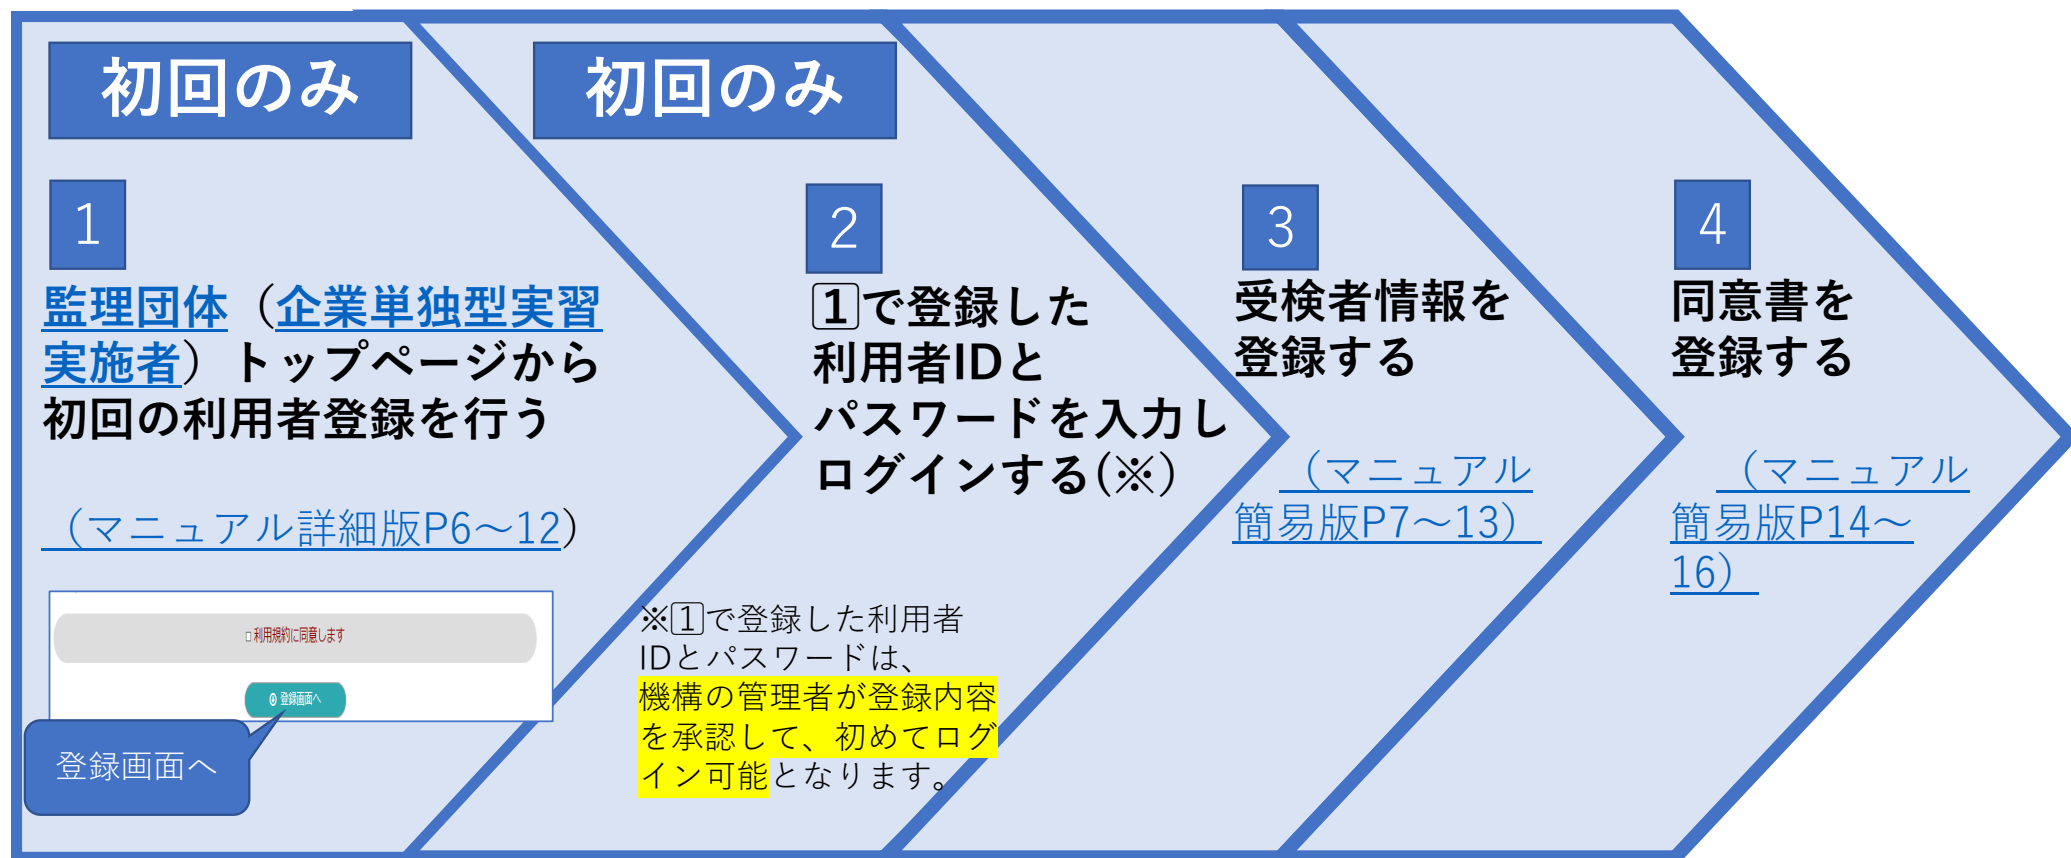 初回のみ
1
監理団体（企業単独型実習
実施者）トップページから
初回の利用者登録を行う
（マニュアル詳細版P6～12）
□ 利用規約に同意します
登録画面へ
登録画面へ
初回のみ
2
1で登録した
利用者IDと
パスワードを入力し
ログインする(※)
※1で登録した利用者
IDとパスワードは、
機構の管理者が登録内容
を承認して、初めてログ
イン可能となります。
3
受検者情報を
登録する
（マニュアル
簡易版P7～13）
4
同意書を
登録する
（マニュアル
簡易版P14～
16）